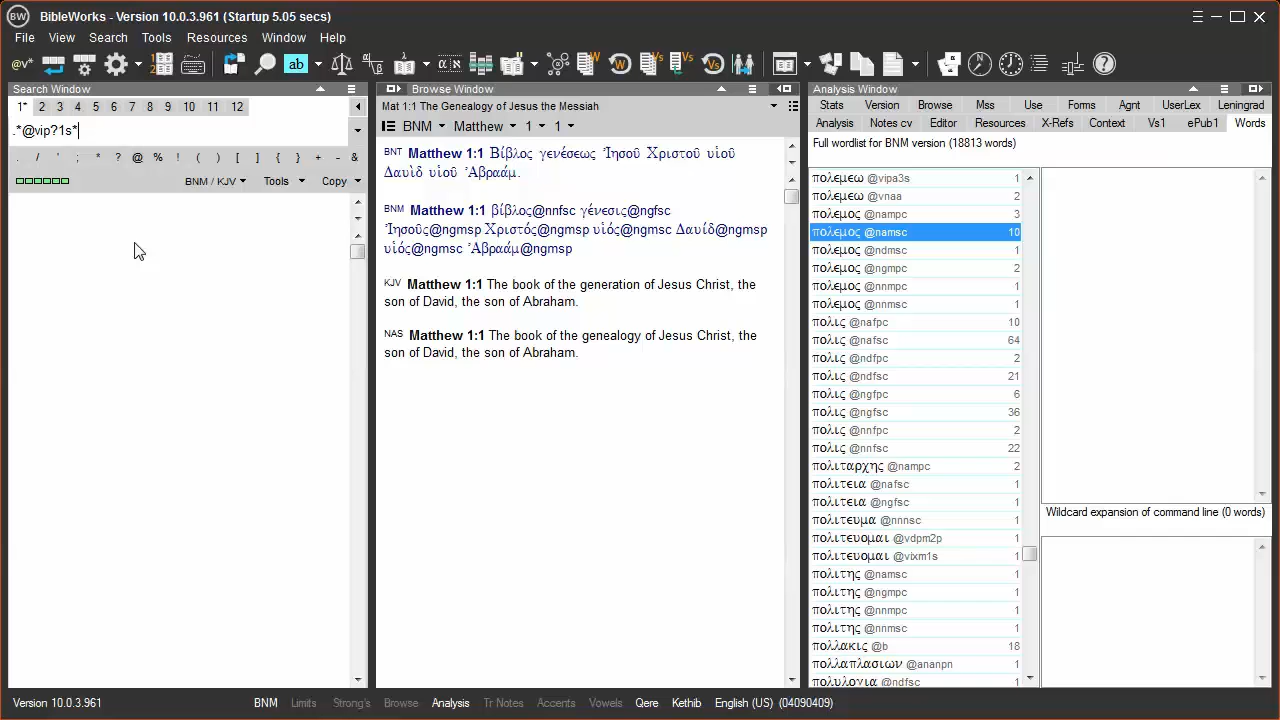 BW BibleWorks - Version 10.0.3.961 (Startup 5.05 secs)
File View Search Tools Resources Window Help
Search Window
1* 2 3 4 5 6 7 8 9 10 11 12
.*@vip?1s*
. / ' ; * ? @ % ! ( ) [ ] { } + - &
BNM / KJV Tools Copy
Browse Window
Mat 1:1 The Genealogy of Jesus the Messiah
BNM Matthew 1 1
BNT Matthew 1:1 Βίβλος γενέσεως Ἰησοῦ Χριστοῦ υἱοῦ
Δαυὶδ υἱοῦ Ἀβραάμ.
BNM Matthew 1:1 βίβλος@nnfsc γένεσις@ngfsc
Ἰησοῦς@ngmsp Χριστός@ngmsp υἱός@ngmsc Δαυίδ@ngmsp
υἱός@ngmsc Ἀβραάμ@ngmsp
KJV Matthew 1:1 The book of the generation of Jesus Christ, the
son of David, the son of Abraham.
NAS Matthew 1:1 The book of the genealogy of Jesus Christ, the
son of David, the son of Abraham.
Analysis Window
Stats Version Browse Mss Use Forms Agnt UserLex Leningrad
Analysis Notes cv Editor Resources X-Refs Context Vs1 ePub1 Words
Full wordlist for BNM version (18813 words)
πολεμεω @vipa3s 1
πολεμεω @vnaa 2
πολεμος @nampc 3
πολεμος @namsc 10
πολεμος @ndmsc 1
πολεμος @ngmpc 2
πολεμος @nnmpc 1
πολεμος @nnmsc 1
πολις @nafpc 10
πολις @nafsc 64
πολις @ndfpc 2
πολις @ndfsc 21
πολις @ngfpc 6
πολις @ngfsc 36
πολις @nnfpc 2
πολις @nnfsc 22
πολιταρχης @nampc 2
πολιτεια @nafsc 1
πολιτεια @ngfsc 1
πολιτευμα @nnnsc 1
πολιτευομαι @vdpm2p 1
πολιτευομαι @vixm1s 1
πολιτης @namsc 1
πολιτης @ngmpc 1
πολιτης @nnmpc 1
πολιτης @nnmsc 1
πολλακις @b 18
πολλαπλασιων @ananpn 1
πολυλογια @ndfsc 1
Wildcard expansion of command line (0 words)
Version 10.0.3.961 BNM Limits Strong's Browse Analysis Tr Notes Accents Vowels Qere Kethib English (US) (04090409)